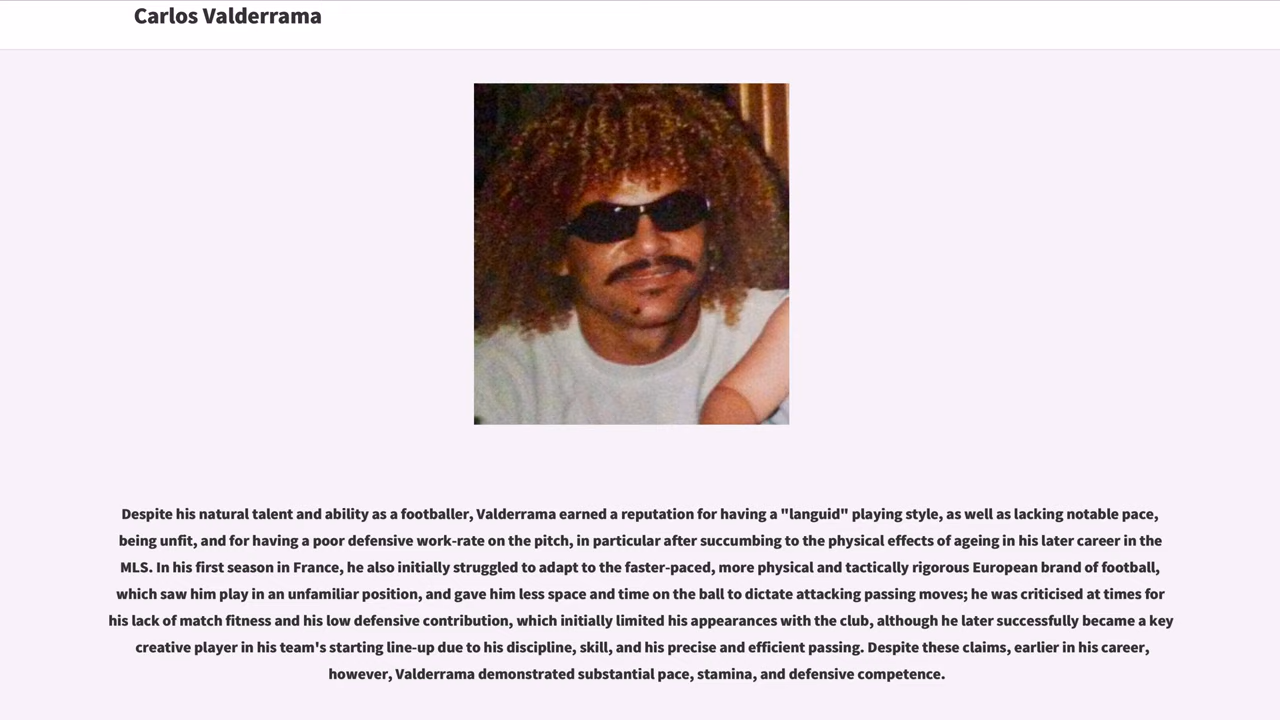 Carlos Valderrama
Despite his natural talent and ability as a footballer, Valderrama earned a reputation for having a "languid" playing style, as well as lacking notable pace,
being unfit, and for having a poor defensive work-rate on the pitch, in particular after succumbing to the physical effects of ageing in his later career in the
MLS. In his first season in France, he also initially struggled to adapt to the faster-paced, more physical and tactically rigorous European brand of football,
which saw him play in an unfamiliar position, and gave him less space and time on the ball to dictate attacking passing moves; he was criticised at times for
his lack of match fitness and his low defensive contribution, which initially limited his appearances with the club, although he later successfully became a key
creative player in his team's starting line-up due to his discipline, skill, and his precise and efficient passing. Despite these claims, earlier in his career,
however, Valderrama demonstrated substantial pace, stamina, and defensive competence.